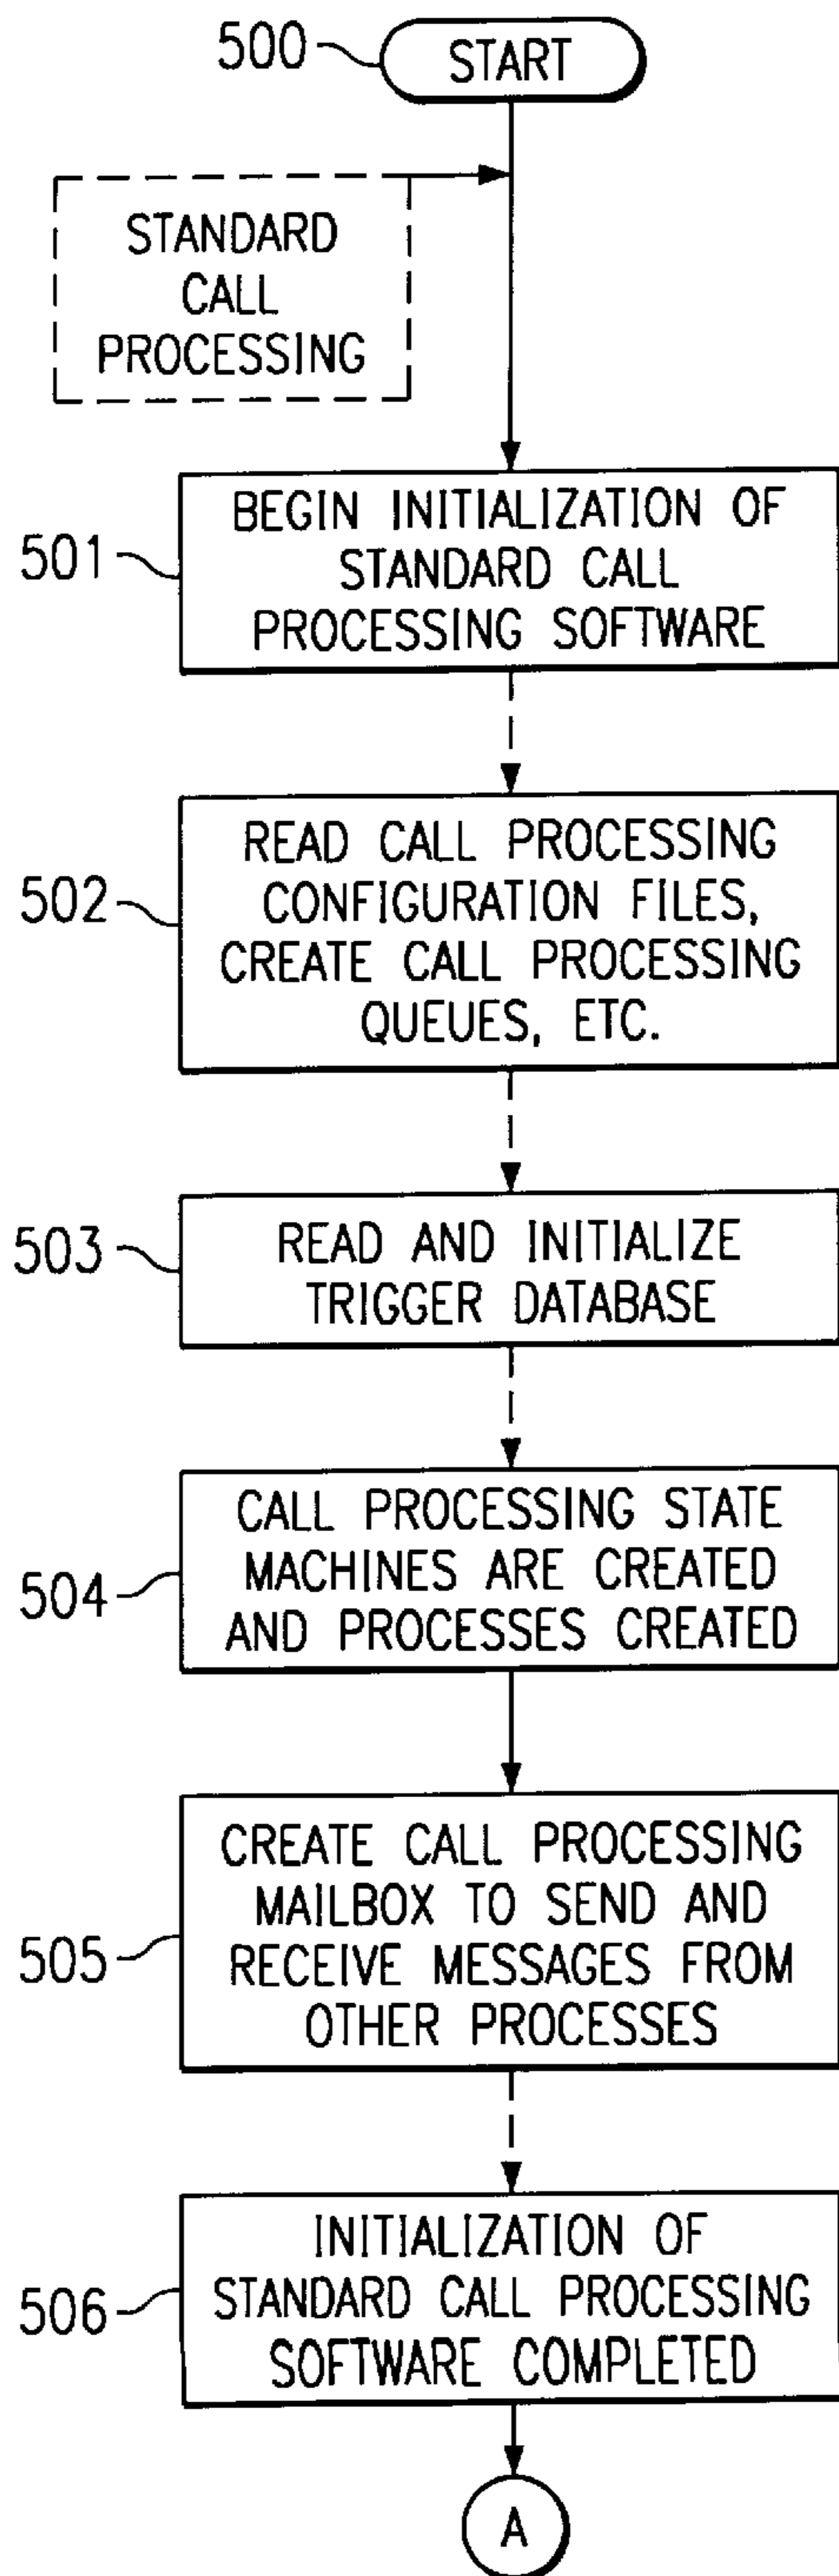 500
START
STANDARD
CALL
PROCESSING
501
BEGIN INITIALIZATION OF
STANDARD CALL
PROCESSING SOFTWARE
502
READ CALL PROCESSING
CONFIGURATION FILES,
CREATE CALL PROCESSING
QUEUES, ETC.
503
READ AND INITIALIZE
TRIGGER DATABASE
504
CALL PROCESSING STATE
MACHINES ARE CREATED
AND PROCESSES CREATED
505
CREATE CALL PROCESSING
MAILBOX TO SEND AND
RECEIVE MESSAGES FROM
OTHER PROCESSES
506
INITIALIZATION OF
STANDARD CALL PROCESSING
SOFTWARE COMPLETED
A